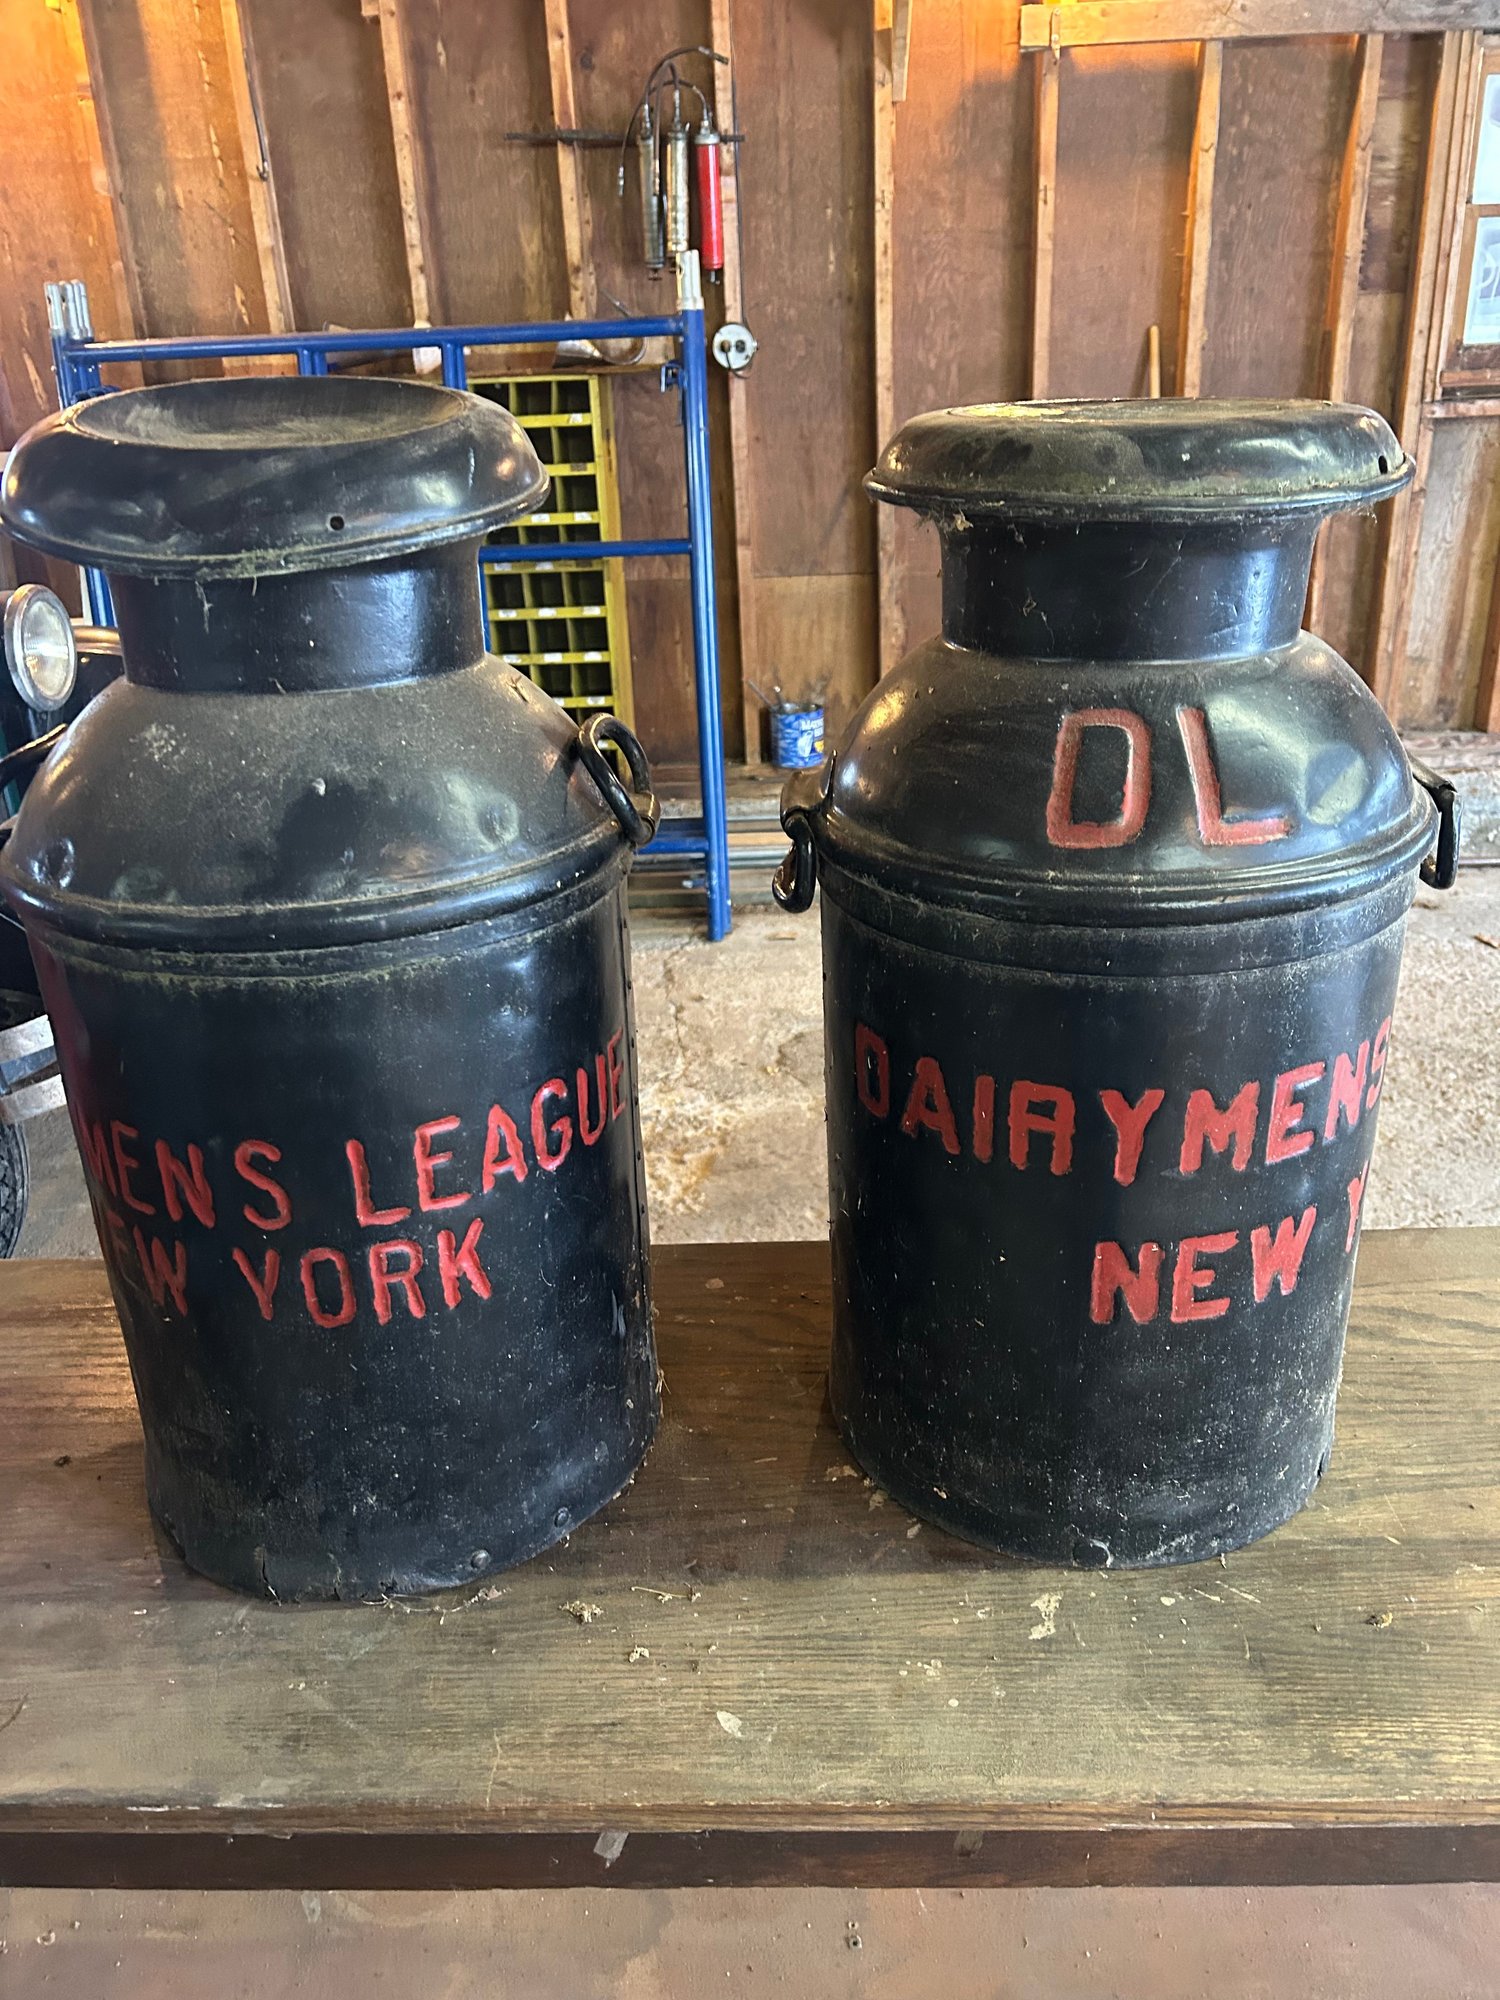 MENS LEAGUE
EW YORK
DL
DAIRYMENS
NEW Y